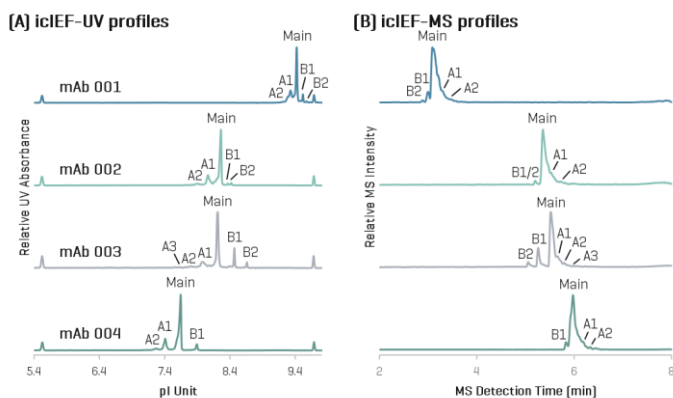 (A) icIEF-UV profiles
Relative UV Absorbance
mAb 001
A2
A1
Main
B1
B2
mAb 002
A2
A1
Main
B1
B2
mAb 003
A3
A2
A1
Main
B1
B2
mAb 004
A2
A1
Main
B1
5.4 6.4 7.4 8.4 9.4
pI Unit
(B) icIEF-MS profiles
Relative MS Intensity
B2
B1
Main
A1
A2
B1/2
Main
A1
A2
B2
B1
Main
A1
A2
A3
B1
Main
A1
A2
2 4 6 8
MS Detection Time (min)